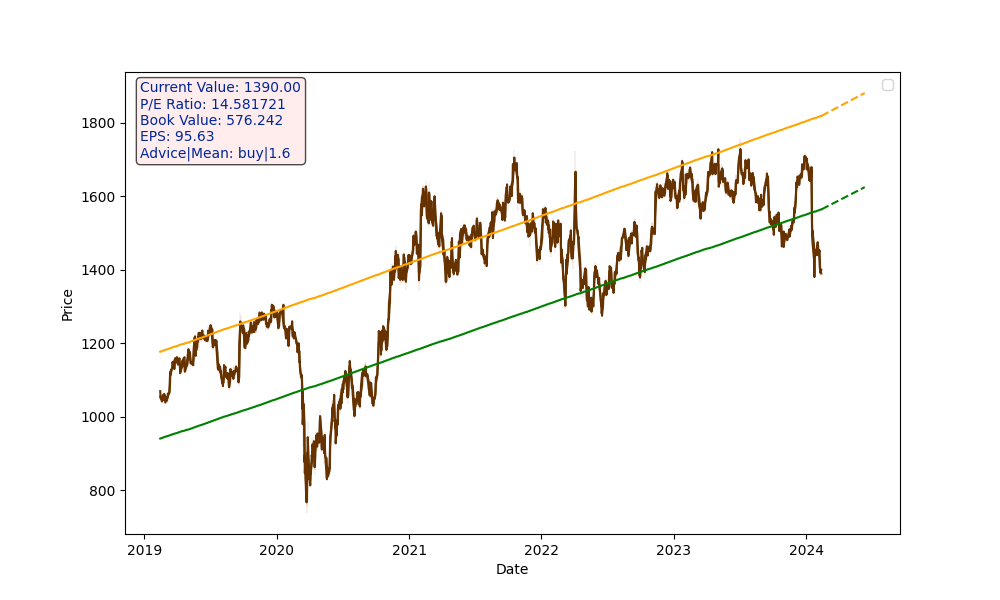 Current Value: 1390.00
P/E Ratio: 14.581721
Book Value: 576.242
EPS: 95.63
Advice|Mean: buy|1.6
1800
1600
1400
1200
1000
800
Price
2019
2020
2021
2022
2023
2024
Date